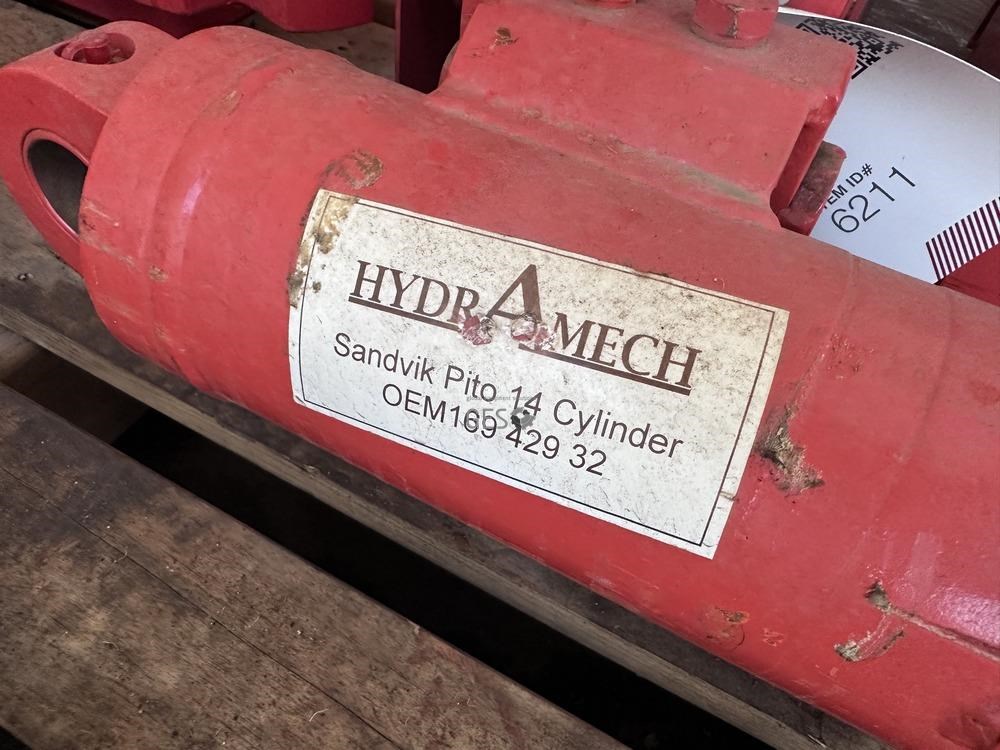 HYDRAMECH
Sandvik Pito 14 Cylinder
OEM169 429 32
EM ID#
6211